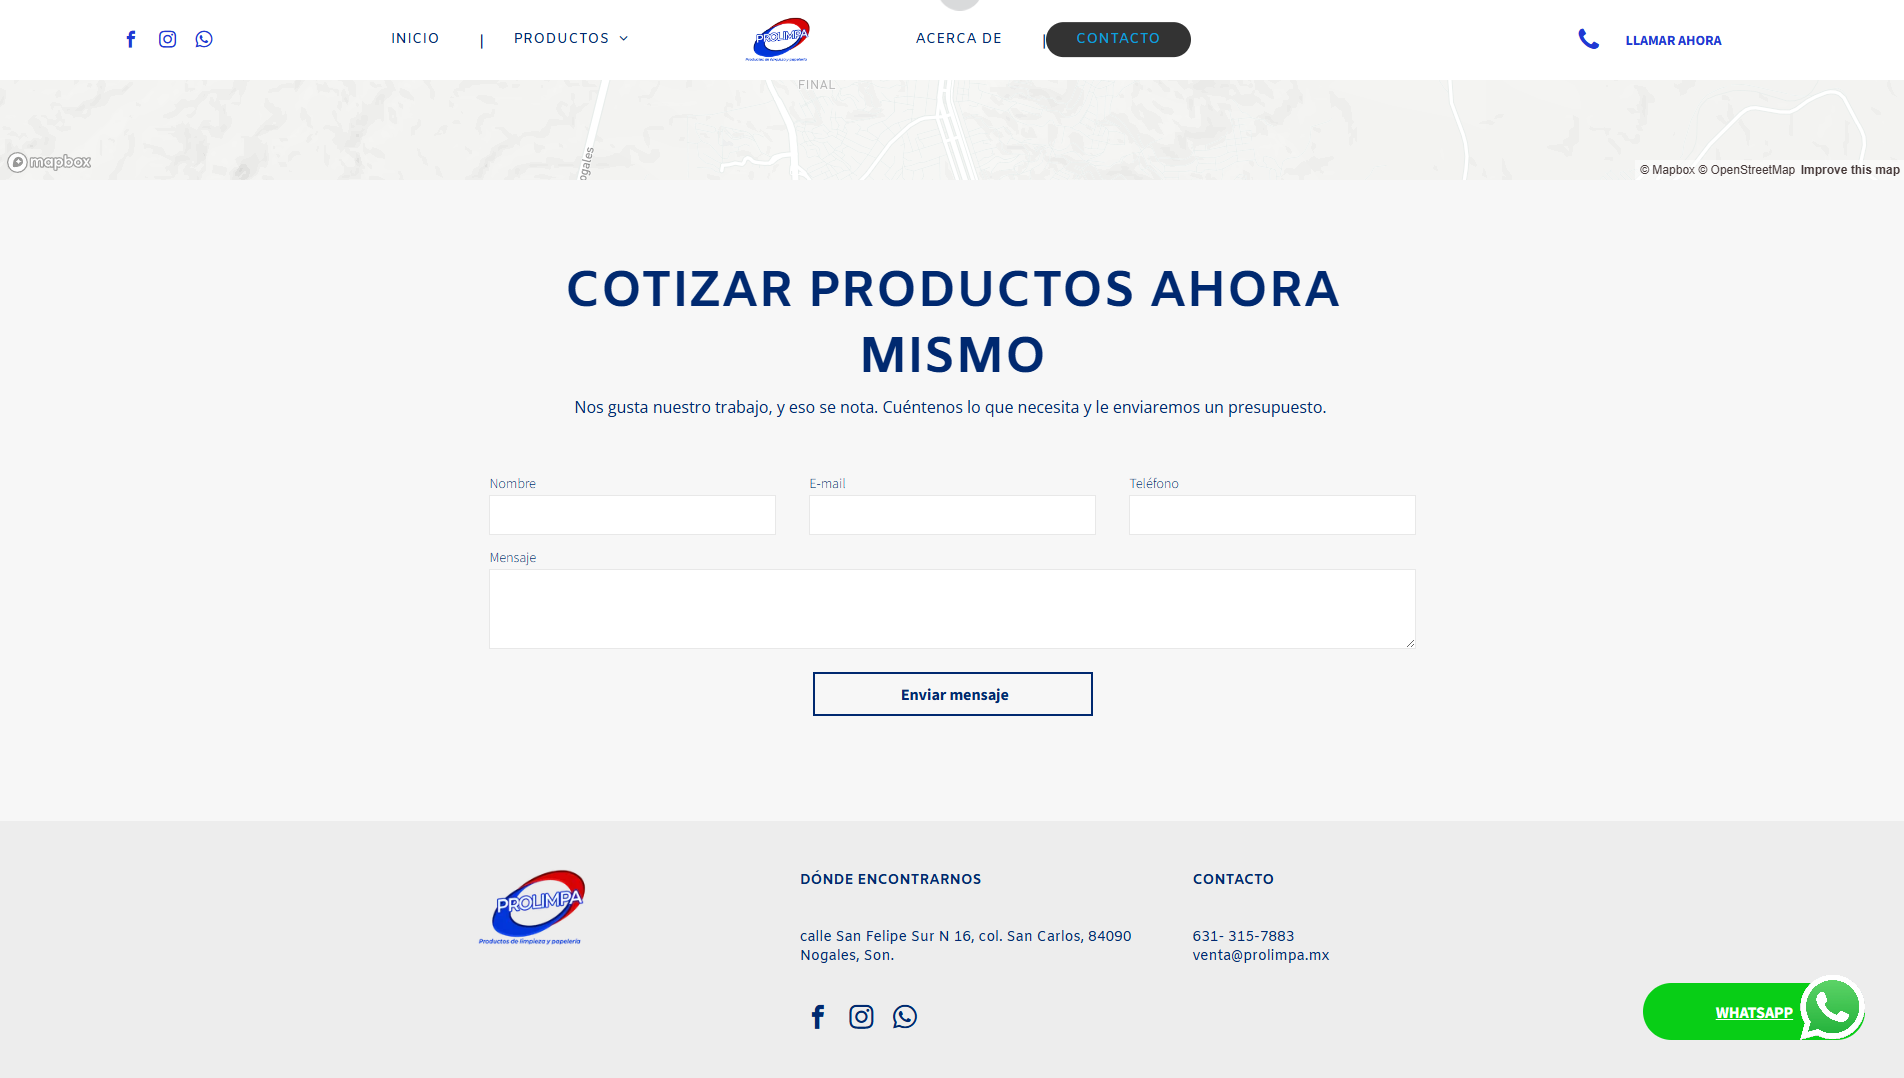 INICIO | PRODUCTOS
PROLIMPA
Productos de limpieza y papelería
ACERCA DE | CONTACTO
LLAMAR AHORA
FINAL
ogales
mapbox
© Mapbox © OpenStreetMap Improve this map
COTIZAR PRODUCTOS AHORA
MISMO
Nos gusta nuestro trabajo, y eso se nota. Cuéntenos lo que necesita y le enviaremos un presupuesto.
Nombre
E-mail
Teléfono
Mensaje
Enviar mensaje
PROLIMPA
Productos de limpieza y papelería
DÓNDE ENCONTRARNOS
calle San Felipe Sur N 16, col. San Carlos, 84090
Nogales, Son.
CONTACTO
631- 315-7883
venta@prolimpa.mx
WHATSAPP